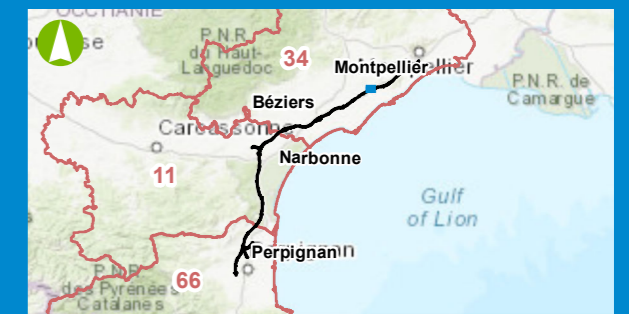 OCCITANIE
P.N.R.
du Haut-
Languedoc
34
Montpellier
P.N.R. de
Camargue
Béziers
Carcassonne
Narbonne
11
Gulf
of Lion
Perpignan
P.N.R.
66
des Pyrénées
Catalanes